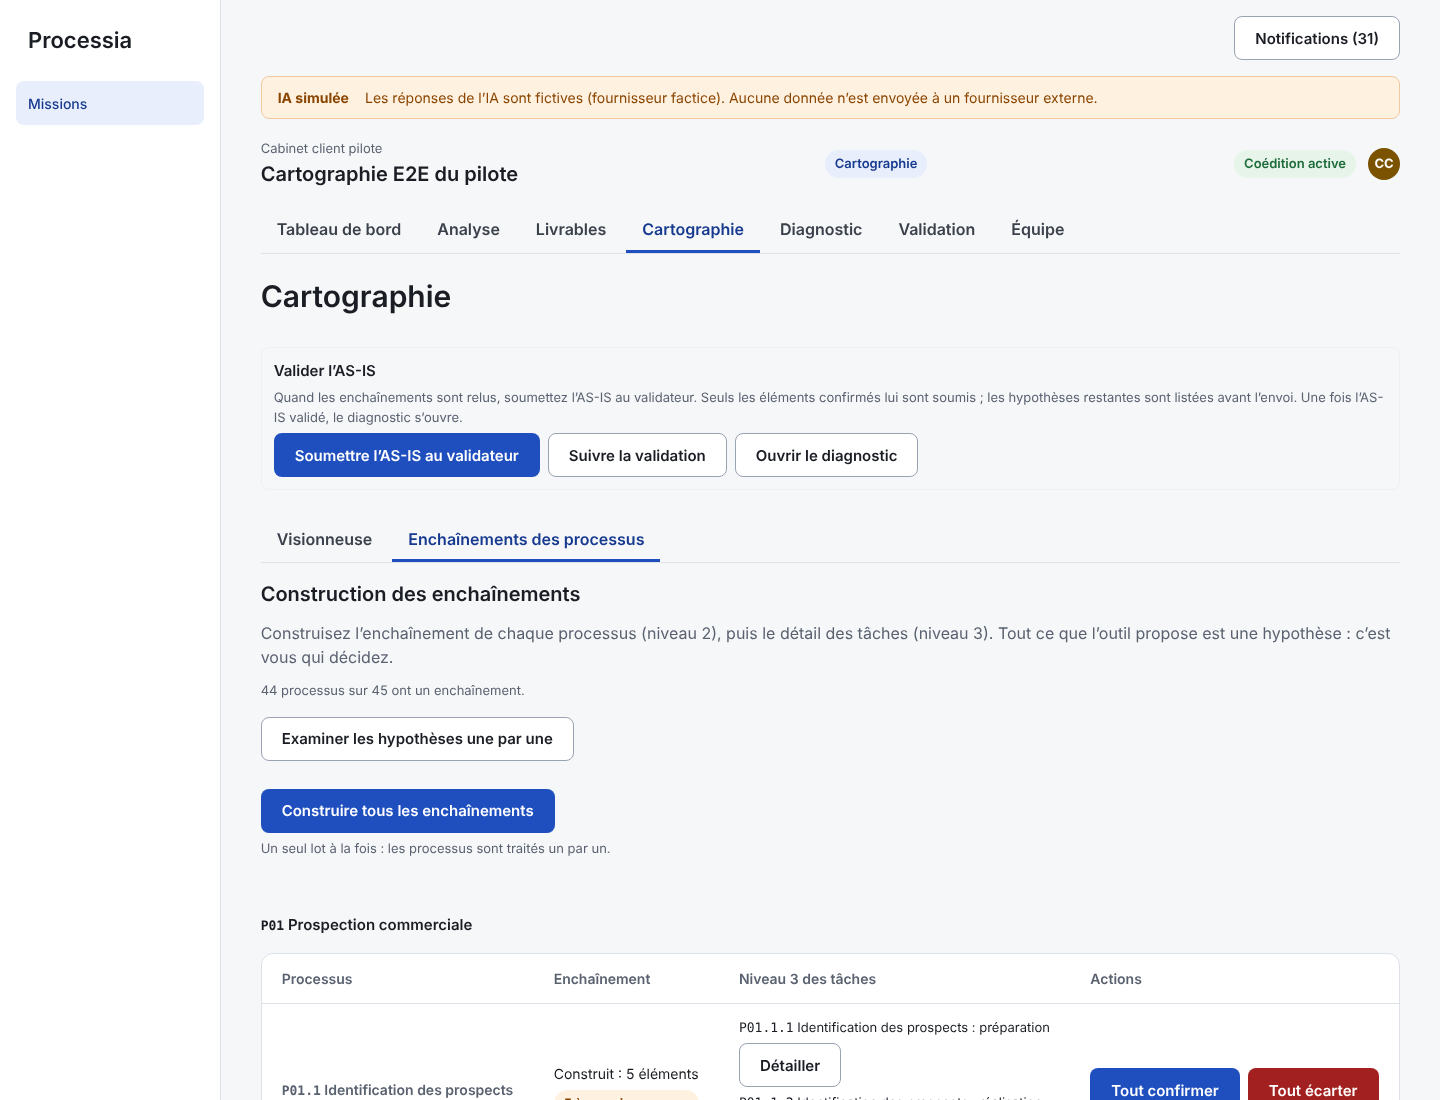 Processia
Notifications (31)
Missions
IA simulée Les réponses de l’IA sont fictives (fournisseur factice). Aucune donnée n’est envoyée à un fournisseur externe.
Cabinet client pilote
Cartographie E2E du pilote
Cartographie
Coédition active
CC
Tableau de bord Analyse Livrables Cartographie Diagnostic Validation Équipe
Cartographie
Valider l’AS-IS
Quand les enchaînements sont relus, soumettez l’AS-IS au validateur. Seuls les éléments confirmés lui sont soumis ; les hypothèses restantes sont listées avant l’envoi. Une fois l’AS-
IS validé, le diagnostic s’ouvre.
Soumettre l’AS-IS au validateur Suivre la validation Ouvrir le diagnostic
Visionneuse Enchaînements des processus
Construction des enchaînements
Construisez l’enchaînement de chaque processus (niveau 2), puis le détail des tâches (niveau 3). Tout ce que l’outil propose est une hypothèse : c’est
vous qui décidez.
44 processus sur 45 ont un enchaînement.
Examiner les hypothèses une par une
Construire tous les enchaînements
Un seul lot à la fois : les processus sont traités un par un.
P01 Prospection commerciale
Processus Enchaînement Niveau 3 des tâches Actions
P01.1.1 Identification des prospects : préparation
Détailler
Construit : 5 éléments
P01.1 Identification des prospects
Tout confirmer Tout écarter